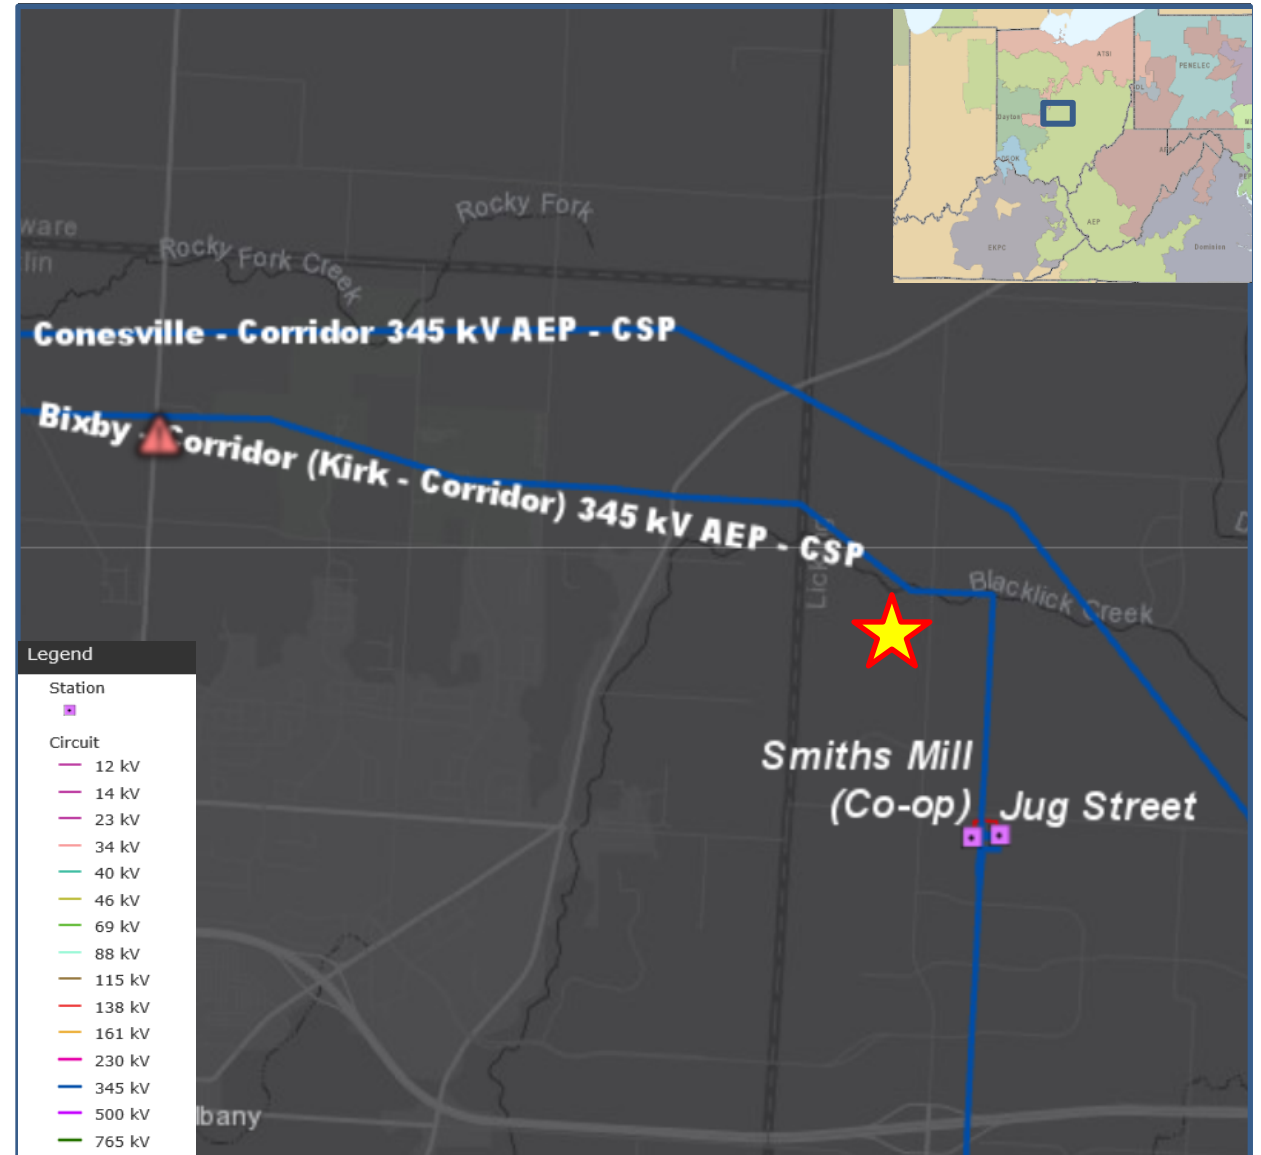 ATSI
PENELEC
Dayton
DEOK
AEP
EKPC
Dominion
Rocky Fork
ware
lin
Rocky Fork Creek
Conesville - Corridor 345 kV AEP - CSP
Bixby - Corridor (Kirk - Corridor) 345 kV AEP - CSP
Blacklick Creek
Smiths Mill
(Co-op)
Jug Street
Legend
Station
Circuit
12 kV
14 kV
23 kV
34 kV
40 kV
46 kV
69 kV
88 kV
115 kV
138 kV
161 kV
230 kV
345 kV
500 kV
765 kV
lbany